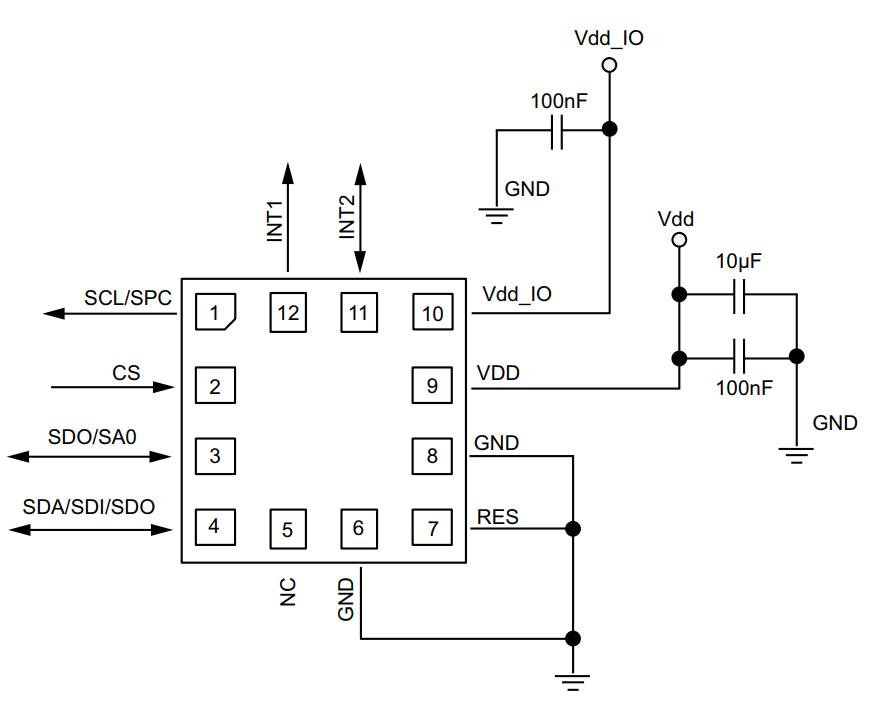 Vdd_IO
100nF
GND
Vdd
10µF
100nF
GND
INT1
INT2
SCL/SPC
1
12
11
10
Vdd_IO
CS
2
9
VDD
SDO/SA0
3
8
GND
SDA/SDI/SDO
4
5
6
7
RES
NC
GND